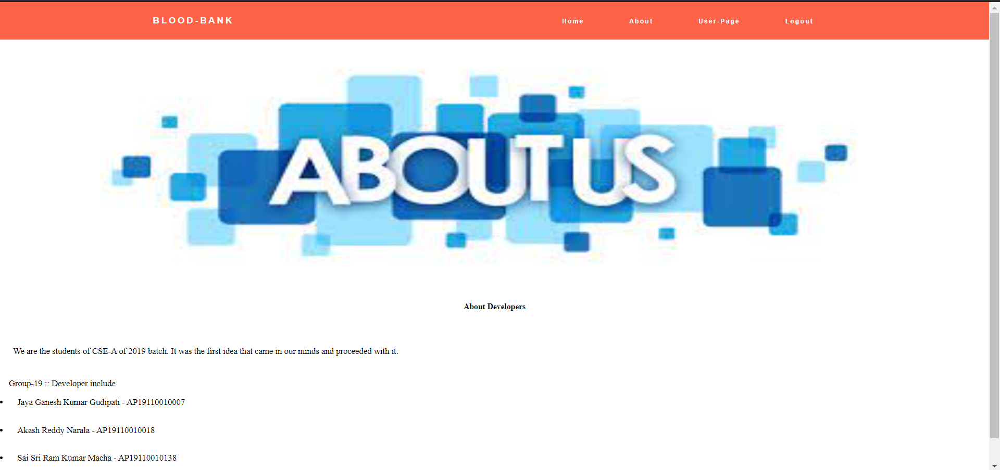 BLOOD-BANK Home About User-Page Logout
ABOUT US
About Developers
We are the students of CSE-A of 2019 batch. It was the first idea that came in our minds and proceeded with it.
Group-19 :: Developer include
• Jaya Ganesh Kumar Gudipati - AP19110010007
• Akash Reddy Narala - AP19110010018
• Sai Sri Ram Kumar Macha - AP19110010138